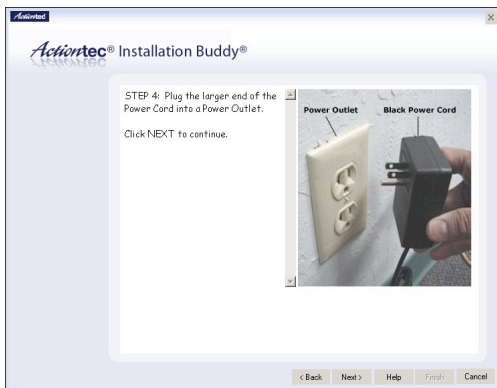 Actiontec
X
Actiontec® Installation Buddy®
STEP 4: Plug the larger end of the
Power Cord into a Power Outlet.
Click NEXT to continue.
Power Outlet
Black Power Cord
< Back
Next >
Help
Finish
Cancel